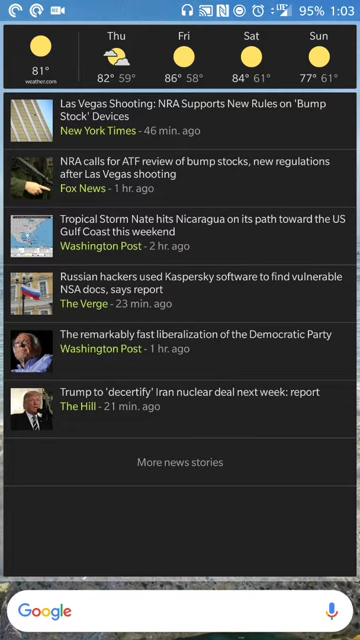 95% 1:03
Thu Fri Sat Sun
81°
weather.com
82° 59° 86° 58° 84° 61° 77° 61°
Las Vegas Shooting: NRA Supports New Rules on 'Bump
Stock' Devices
New York Times - 46 min. ago
NRA calls for ATF review of bump stocks, new regulations
after Las Vegas shooting
Fox News - 1 hr. ago
Tropical Storm Nate hits Nicaragua on its path toward the US
Gulf Coast this weekend
Washington Post - 2 hr. ago
Russian hackers used Kaspersky software to find vulnerable
NSA docs, says report
The Verge - 23 min. ago
The remarkably fast liberalization of the Democratic Party
Washington Post - 1 hr. ago
Trump to 'decertify' Iran nuclear deal next week: report
The Hill - 21 min. ago
More news stories
Google